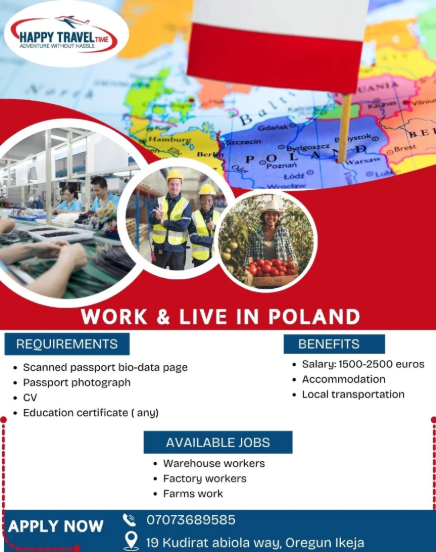 HAPPY TRAVEL TIME
ADVENTURE WITHOUT HASSLE
Baltic
Gdańsk
Hamburg
Szczecin
Bydgoszcz
Białystok
Berlin
POLAND
Poznań
Warsaw
Brest
Łódź
Wrocław
WORK & LIVE IN POLAND
REQUIREMENTS
• Scanned passport bio-data page
• Passport photograph
• CV
• Education certificate ( any)
BENEFITS
• Salary: 1500-2500 euros
• Accommodation
• Local transportation
AVAILABLE JOBS
• Warehouse workers
• Factory workers
• Farms work
APPLY NOW
07073689585
19 Kudirat abiola way, Oregun Ikeja